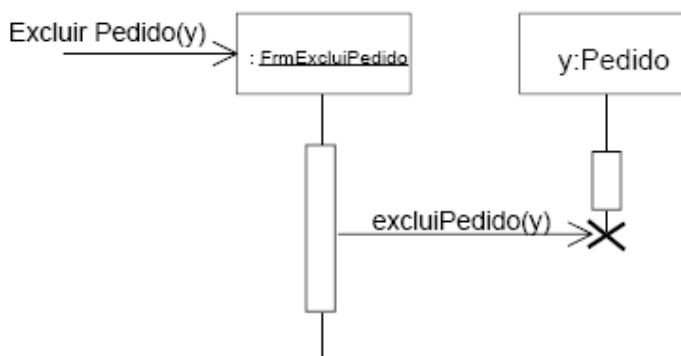 Excluir Pedido(y)
: FrmExcluiPedido
y:Pedido
excluiPedido(y)